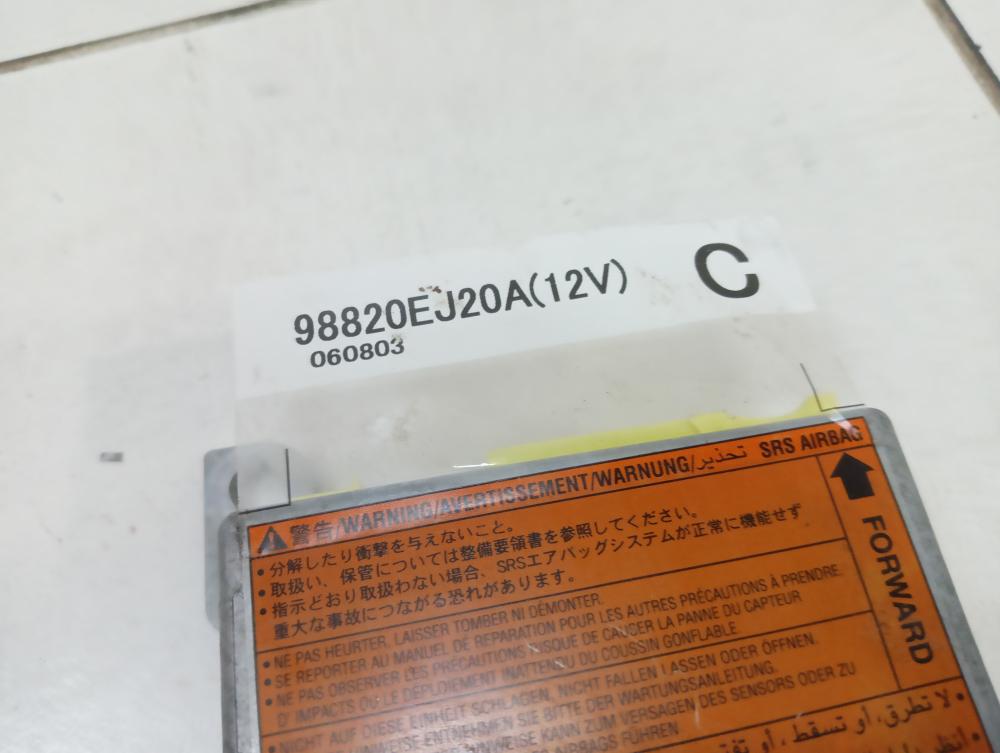 98820EJ20A(12V) C
060803
警告/WARNING/AVERTISSEMENT/WARNUNG/تحذير SRS AIRBAG
FORWARD
• 分解したり衝撃を与えないこと。
• 取扱い、保管については整備要領書を参照してください。
• 指示どおり取扱わない場合、SRSエアバッグシステムが正常に機能せず
重大な事故につながる恐れがあります。
• NE PAS HEURTER, LAISSER TOMBER NI DÉMONTER.
• SE REPORTER AU MANUEL DE REPARATION POUR LES AUTRES PRÉCAUTIONS À PRENDRE.
• NE PAS OBSERVER LES PRÉCAUTIONS RISQUE DE CAUSER LA PANNE DU CAPTEUR
D' IMPACTS OU LE DÉPLOIEMENT INATTENDU DU COUSSIN GONFLABLE.
• NICHT AUF DIESE EINHEIT SCHLAGEN, NICHT FALLEN LASSEN ODER ÖFFNEN.
HINWEISE ENTNEHMEN SIE BITTE DER WARTUNGSANLEITUNG.
HINWEISE KANN ZUM VERSAGEN DES SENSORS ODER ZU
AIRBAGS FÜHREN.
• لا تطرق، أو تسقط، أو